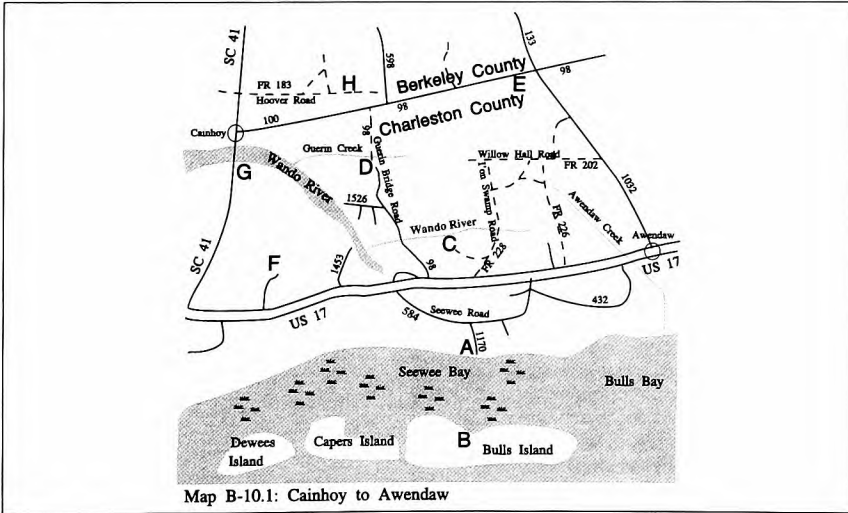 SC 41
598
133
FR 183
Hoover Road
H
Berkeley County
E
98
98
100
Charleston County
Cainhoy
98
Guerin Creek
D
Guerin Bridge Road
Willow Hall Road
FR 202
G
Wando River
Ton Swamp Road
1032
1526
FR 226
Awendaw Creek
Wando River
C
Awendaw
SC 41
F
1453
98
FR 228
US 17
US 17
584
Seewee Road
432
A
1170
Seewee Bay
Bulls Bay
Dewees
Island
Capers Island
B
Bulls Island
Map B-10.1: Cainhoy to Awendaw